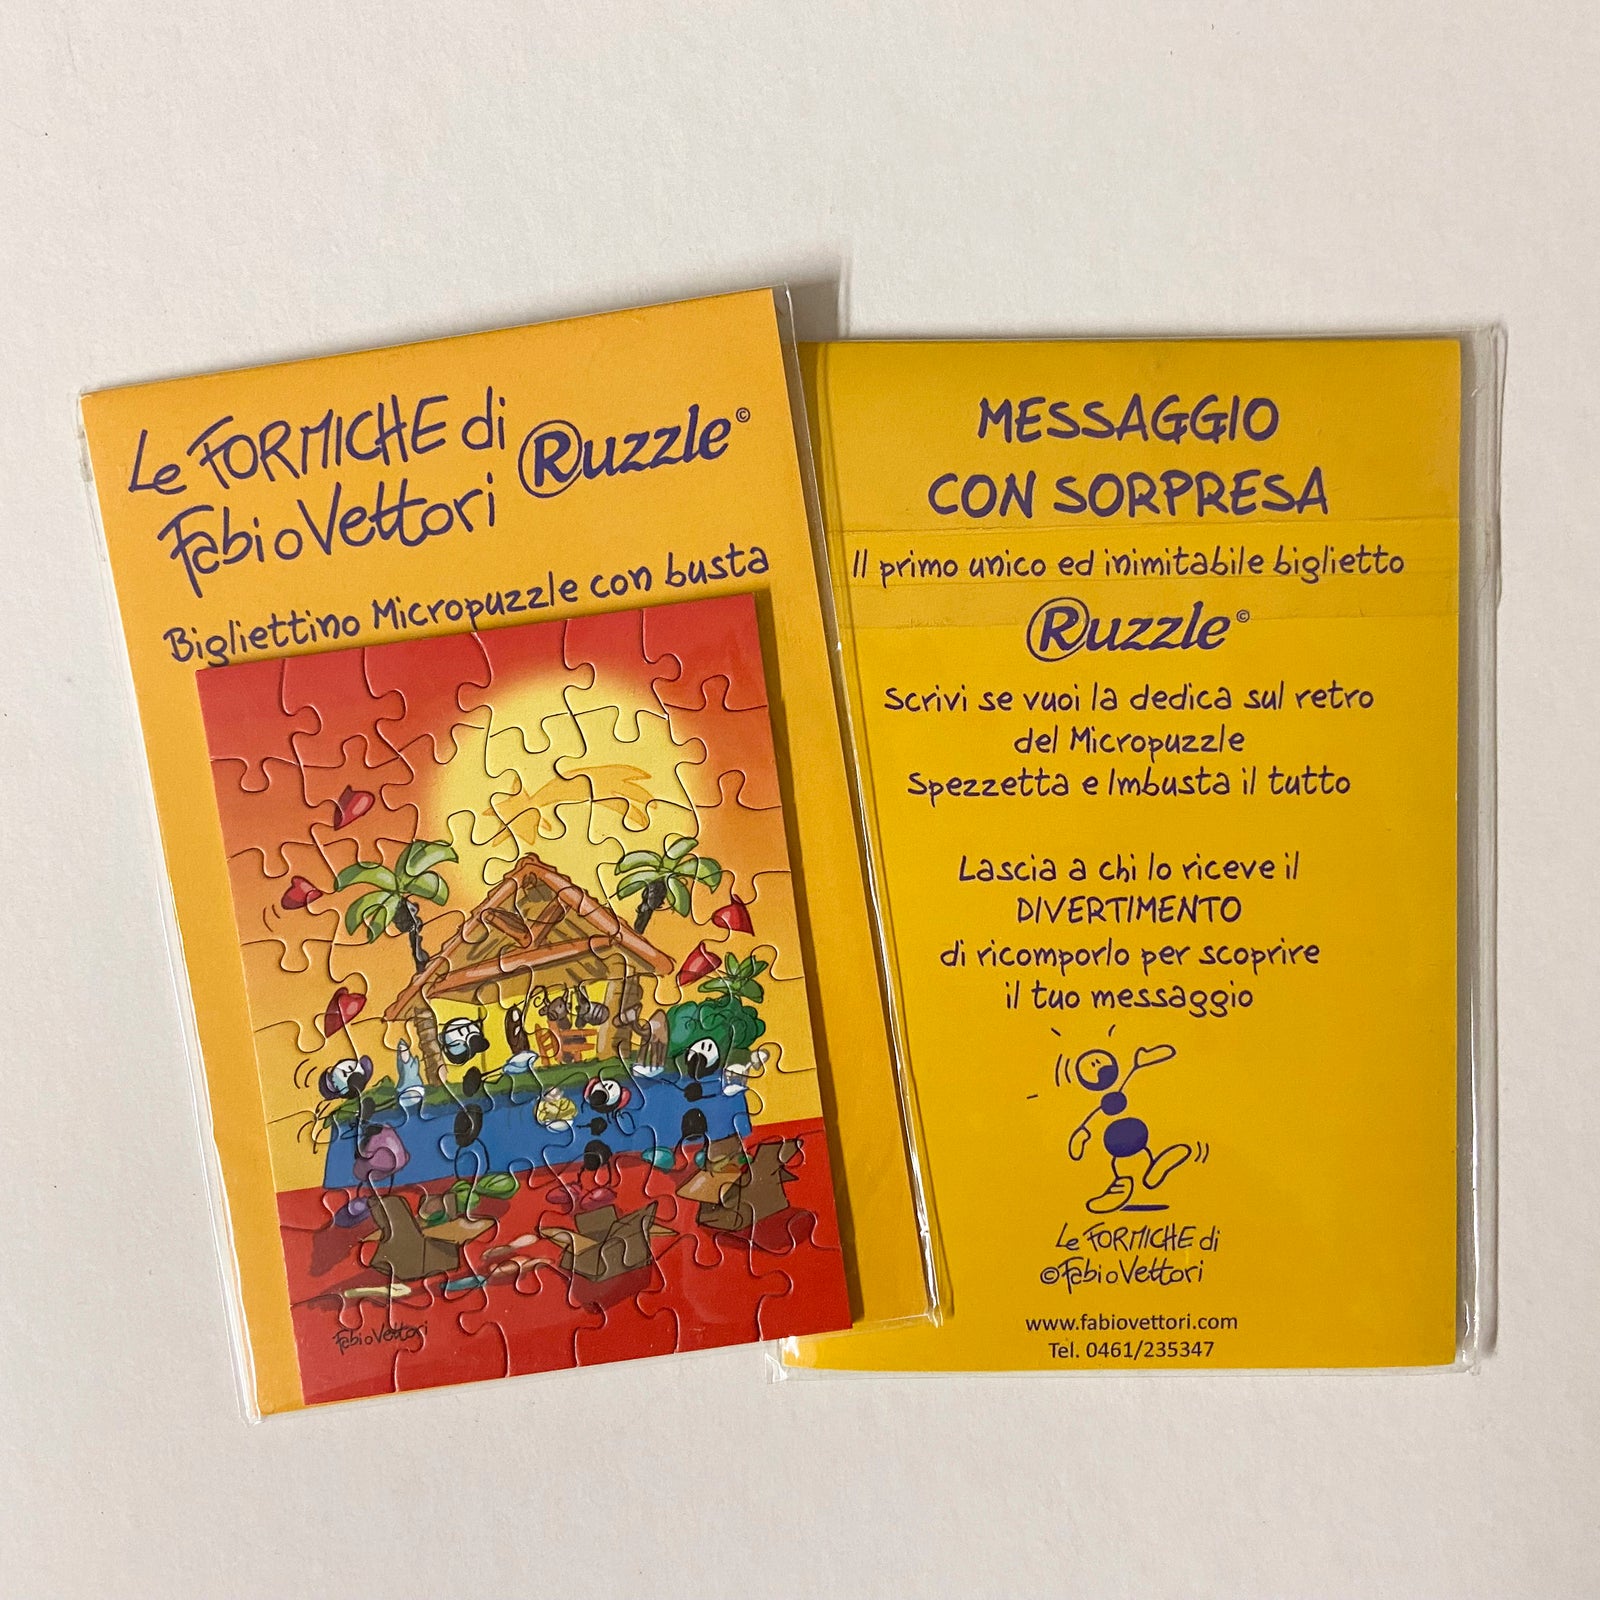 Le FORMICHE di
Fabio Vettori
Ruzzle©
Bigliettino Micropuzzle con busta
Fabio Vettori
MESSAGGIO
CON SORPRESA
Il primo unico ed inimitabile biglietto
Ruzzle©
Scrivi se vuoi la dedica sul retro
del Micropuzzle
Spezzetta e Imbusta il tutto
Lascia a chi lo riceve il
DIVERTIMENTO
di ricomporlo per scoprire
il tuo messaggio
Le FORMICHE di
©Fabio Vettori
www.fabiovettori.com
Tel. 0461/235347